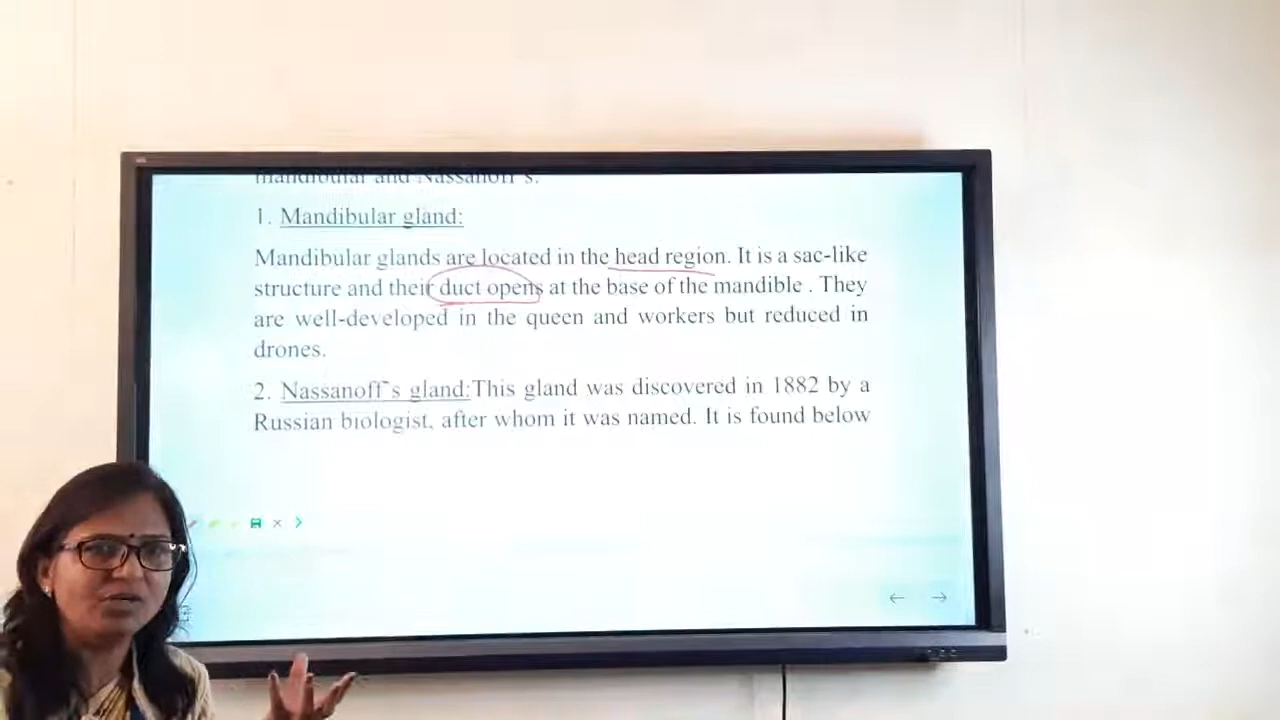 mandibular and Nassanoff`s.
1. Mandibular gland:
Mandibular glands are located in the head region. It is a sac-like
structure and their duct opens at the base of the mandible . They
are well-developed in the queen and workers but reduced in
drones.
2. Nassanoff`s gland:This gland was discovered in 1882 by a
Russian biologist, after whom it was named. It is found below